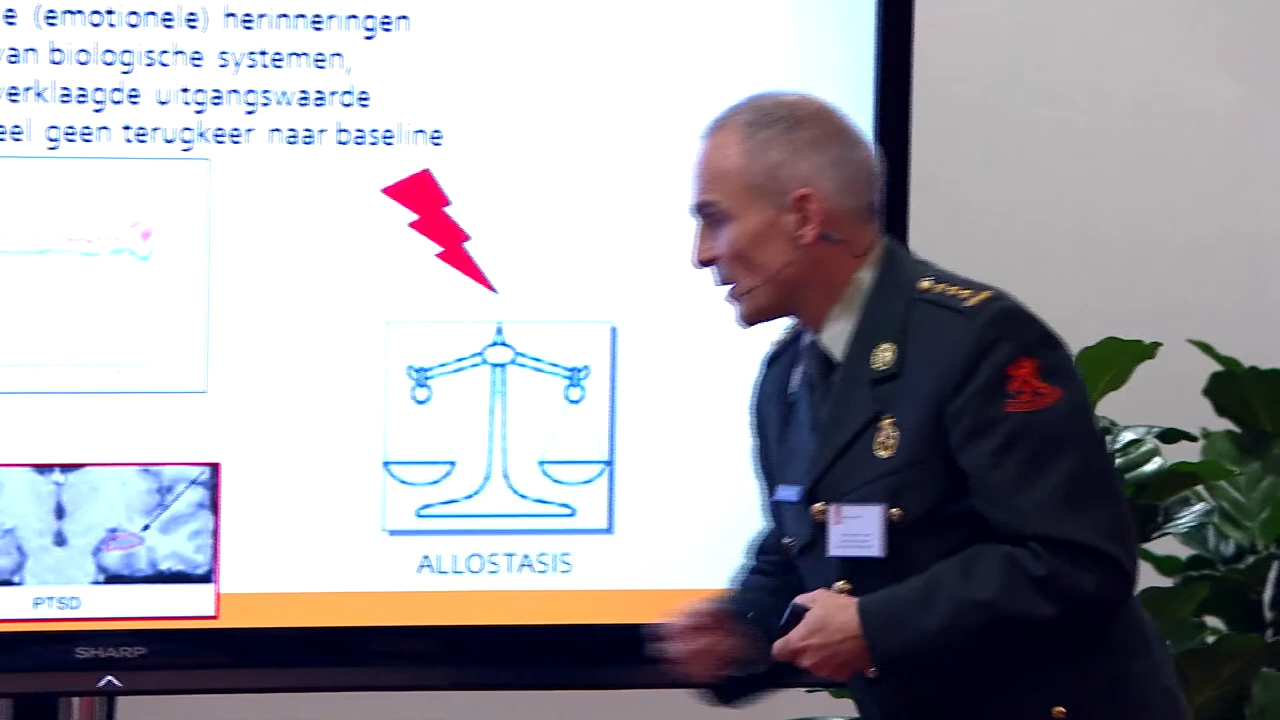 e (emotionele) herinneringen
van biologische systemen,
verklaagde uitgangswaarde
eel geen terugkeer naar baseline
ALLOSTASIS
PTSD
SHARP